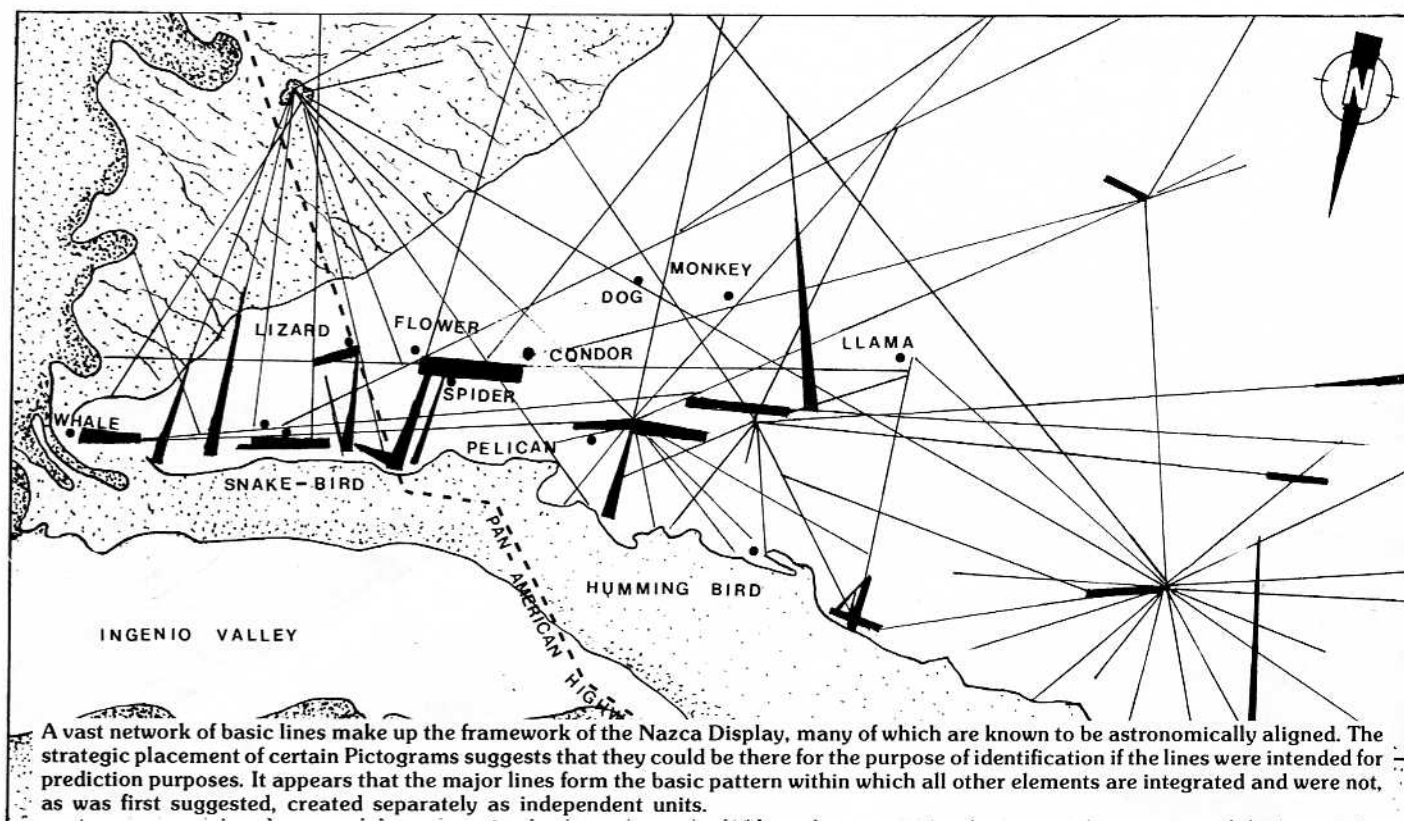 N
MONKEY
DOG
LIZARD
FLOWER
CONDOR
LLAMA
SPIDER
WHALE
PELICAN
SNAKE-BIRD
PAN AMERICAN
HUMMING BIRD
INGENIO VALLEY
A vast network of basic lines make up the framework of the Nazca Display, many of which are known to be astronomically aligned. The
strategic placement of certain Pictograms suggests that they could be there for the purpose of identification if the lines were intended for
prediction purposes. It appears that the major lines form the basic pattern within which all other elements are integrated and were not,
as was first suggested, created separately as independent units.